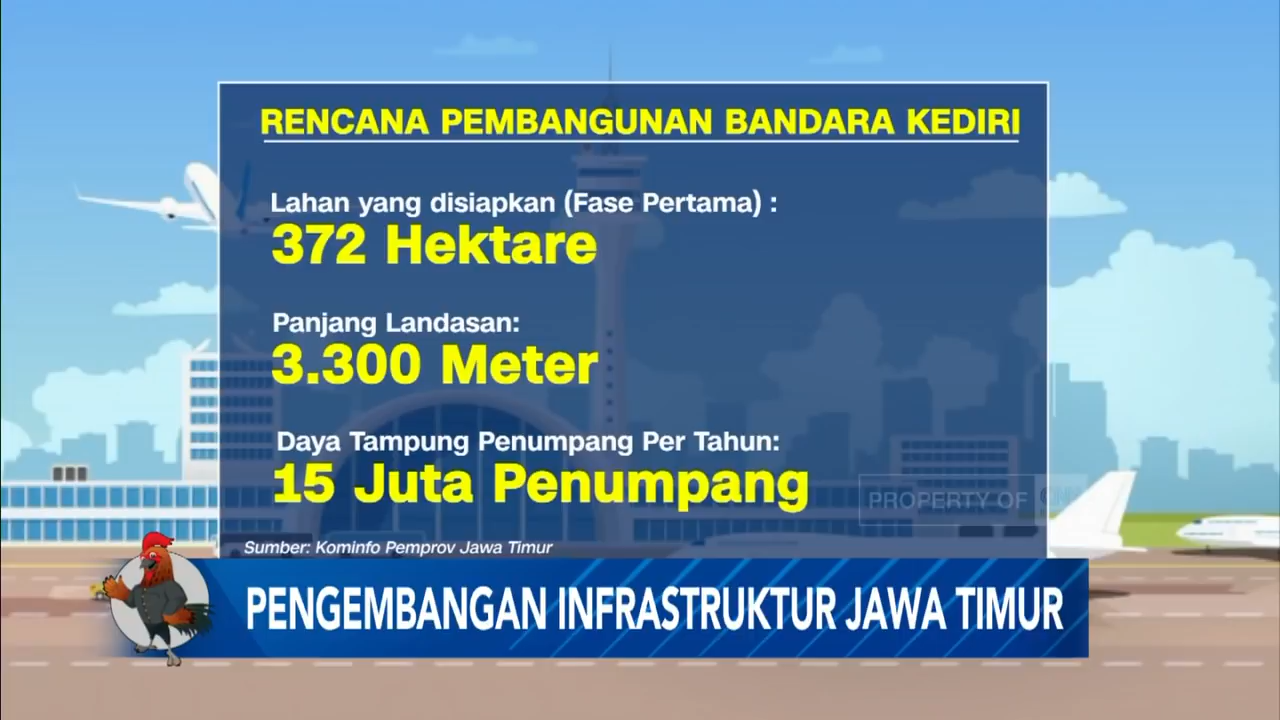 RENCANA PEMBANGUNAN BANDARA KEDIRI
Lahan yang disiapkan (Fase Pertama) :
372 Hektare
Panjang Landasan:
3.300 Meter
Daya Tampung Penumpang Per Tahun:
15 Juta Penumpang
PROPERTY OF
Sumber: Kominfo Pemprov Jawa Timur
PENGEMBANGAN INFRASTRUKTUR JAWA TIMUR